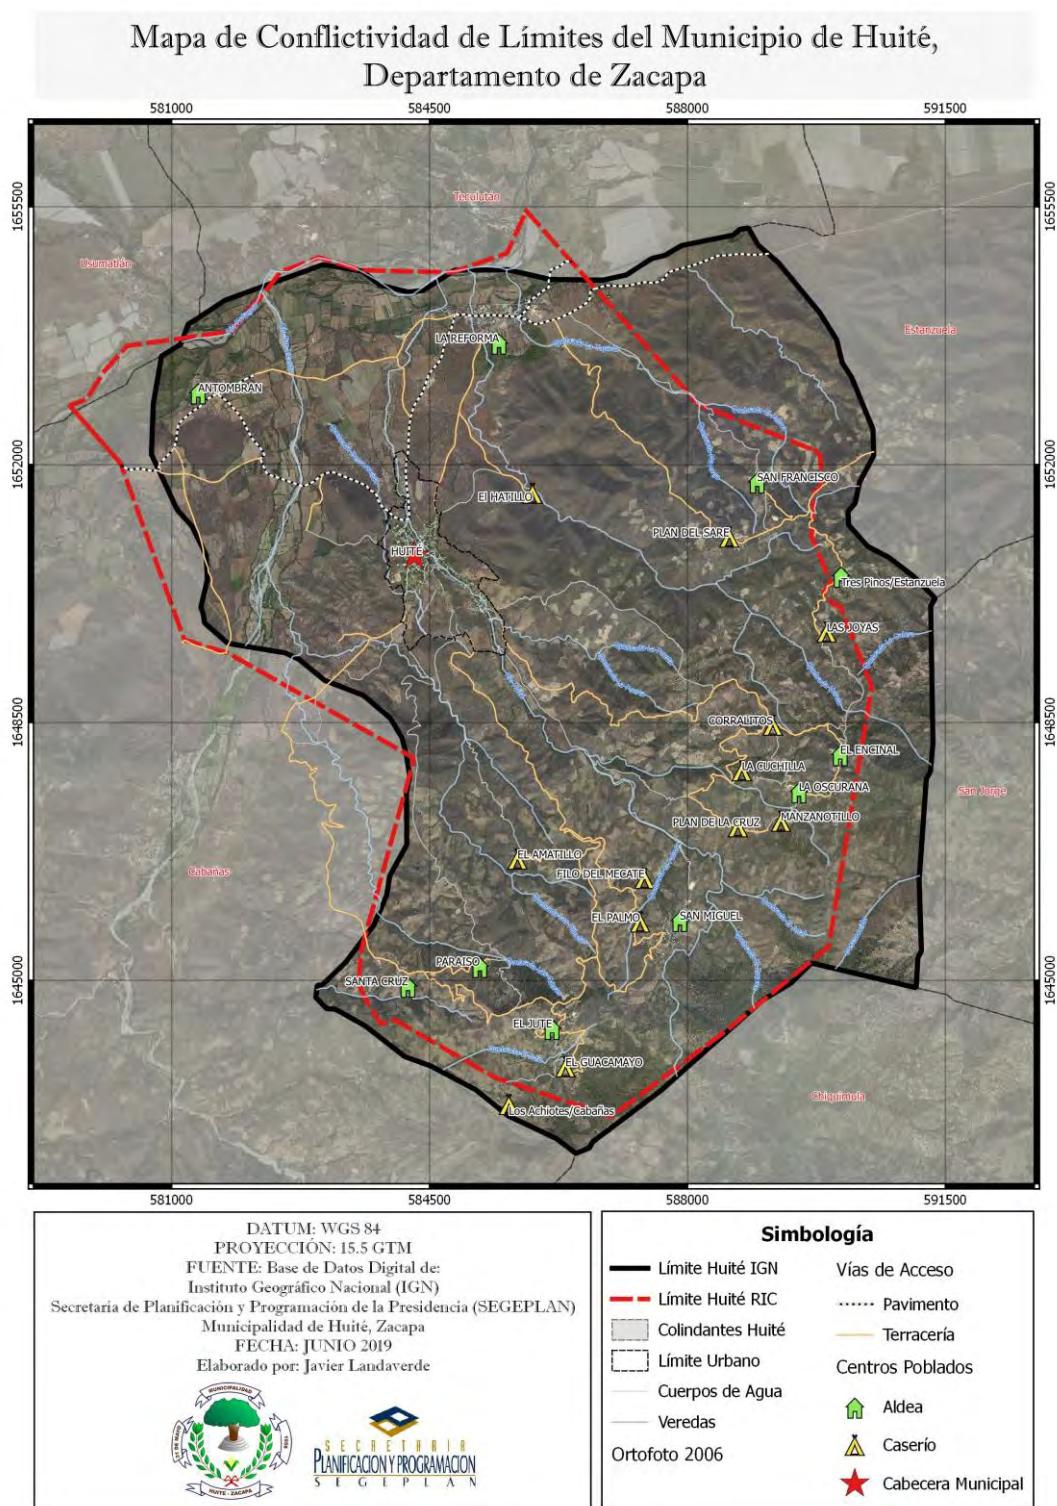 Mapa de Conflictividad de Límites del Municipio de Huité,
Departamento de Zacapa
581000 584500 588000 591500
1655500 1655500
Teculután
Usumatlán
Estanzuela
LA REFORMA
ANTOMBRAN
1652000 1652000
SAN FRANCISCO
El HATILLO
PLAN DEL SARE
HUITÉ
Tres Pinos/Estanzuela
LAS JOYAS
1648500 1648500
CORRALITOS
EL ENCINAL
LA CUCHILLA
LA OSCURANA
San Jorge
MANZANOTILLO
PLAN DE LA CRUZ
EL AMATILLO
Cabañas
FILO DEL MECATE
EL PALMO
SAN MIGUEL
PARAISO
SANTA CRUZ
1645000 1645000
EL JUTE
EL GUACAMAYO
Chiquimula
Los Achiotes/Cabañas
581000 584500 588000 591500
DATUM: WGS 84
PROYECCIÓN: 15.5 GTM
FUENTE: Base de Datos Digital de:
Instituto Geográfico Nacional (IGN)
Secretaria de Planificación y Programación de la Presidencia (SEGEPLAN)
Municipalidad de Huité, Zacapa
FECHA: JUNIO 2019
Elaborado por: Javier Landaverde
MUNICIPALIDAD
HUITE - ZACAPA
SECRETARIA
PLANIFICACION Y PROGRAMACION
SEGEPLAN
Simbología
Límite Huité IGN
Límite Huité RIC
Colindantes Huité
Límite Urbano
Cuerpos de Agua
Veredas
Ortofoto 2006
Vías de Acceso
Pavimento
Terracería
Centros Poblados
Aldea
Caserío
Cabecera Municipal